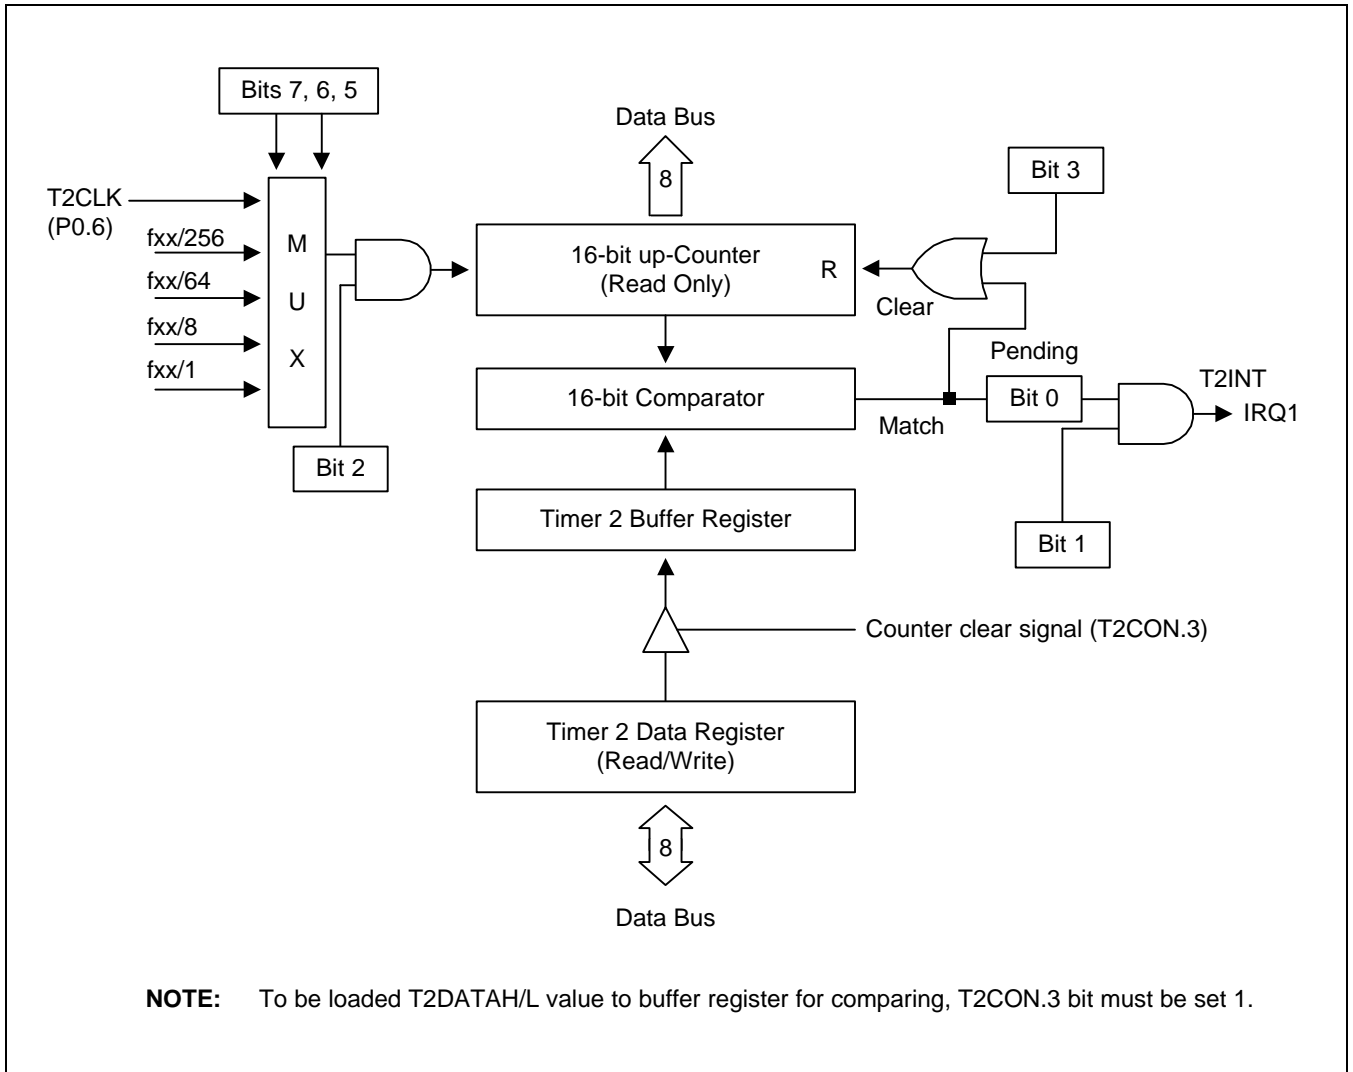 Bits 7, 6, 5
Data Bus
8
Bit 3
T2CLK
(P0.6)
fxx/256
fxx/64
fxx/8
fxx/1
M
U
X
16-bit up-Counter
(Read Only)
R
Clear
Pending
16-bit Comparator
Match
Bit 0
T2INT
IRQ1
Bit 2
Timer 2 Buffer Register
Bit 1
Counter clear signal (T2CON.3)
Timer 2 Data Register
(Read/Write)
8
Data Bus
NOTE: To be loaded T2DATAH/L value to buffer register for comparing, T2CON.3 bit must be set 1.